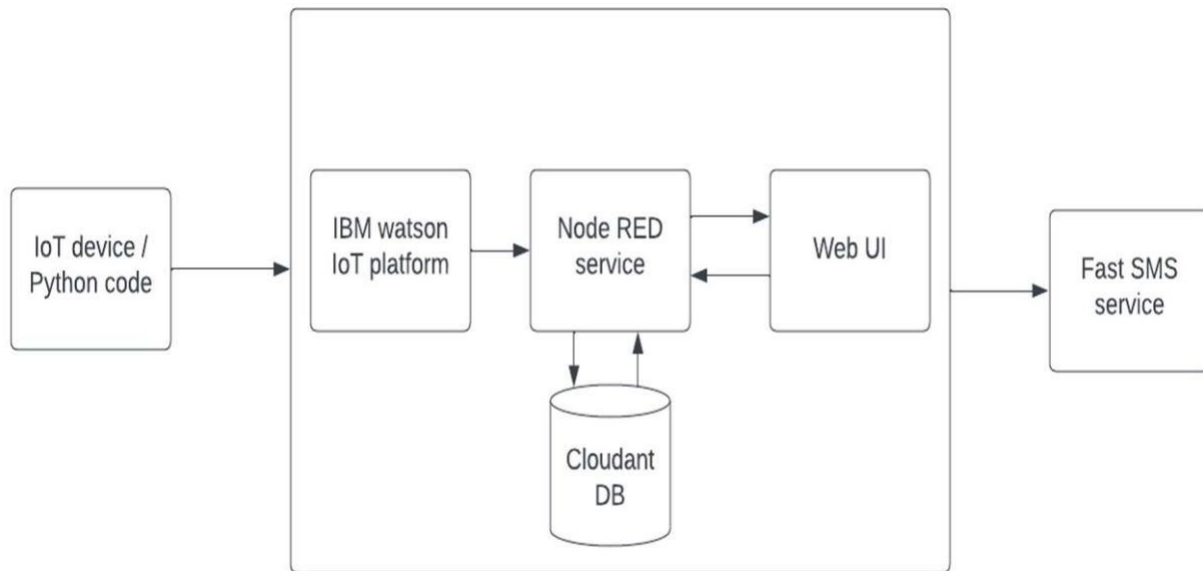 IoT device /
Python code
IBM watson
IoT platform
Node RED
service
Web UI
Cloudant
DB
Fast SMS
service